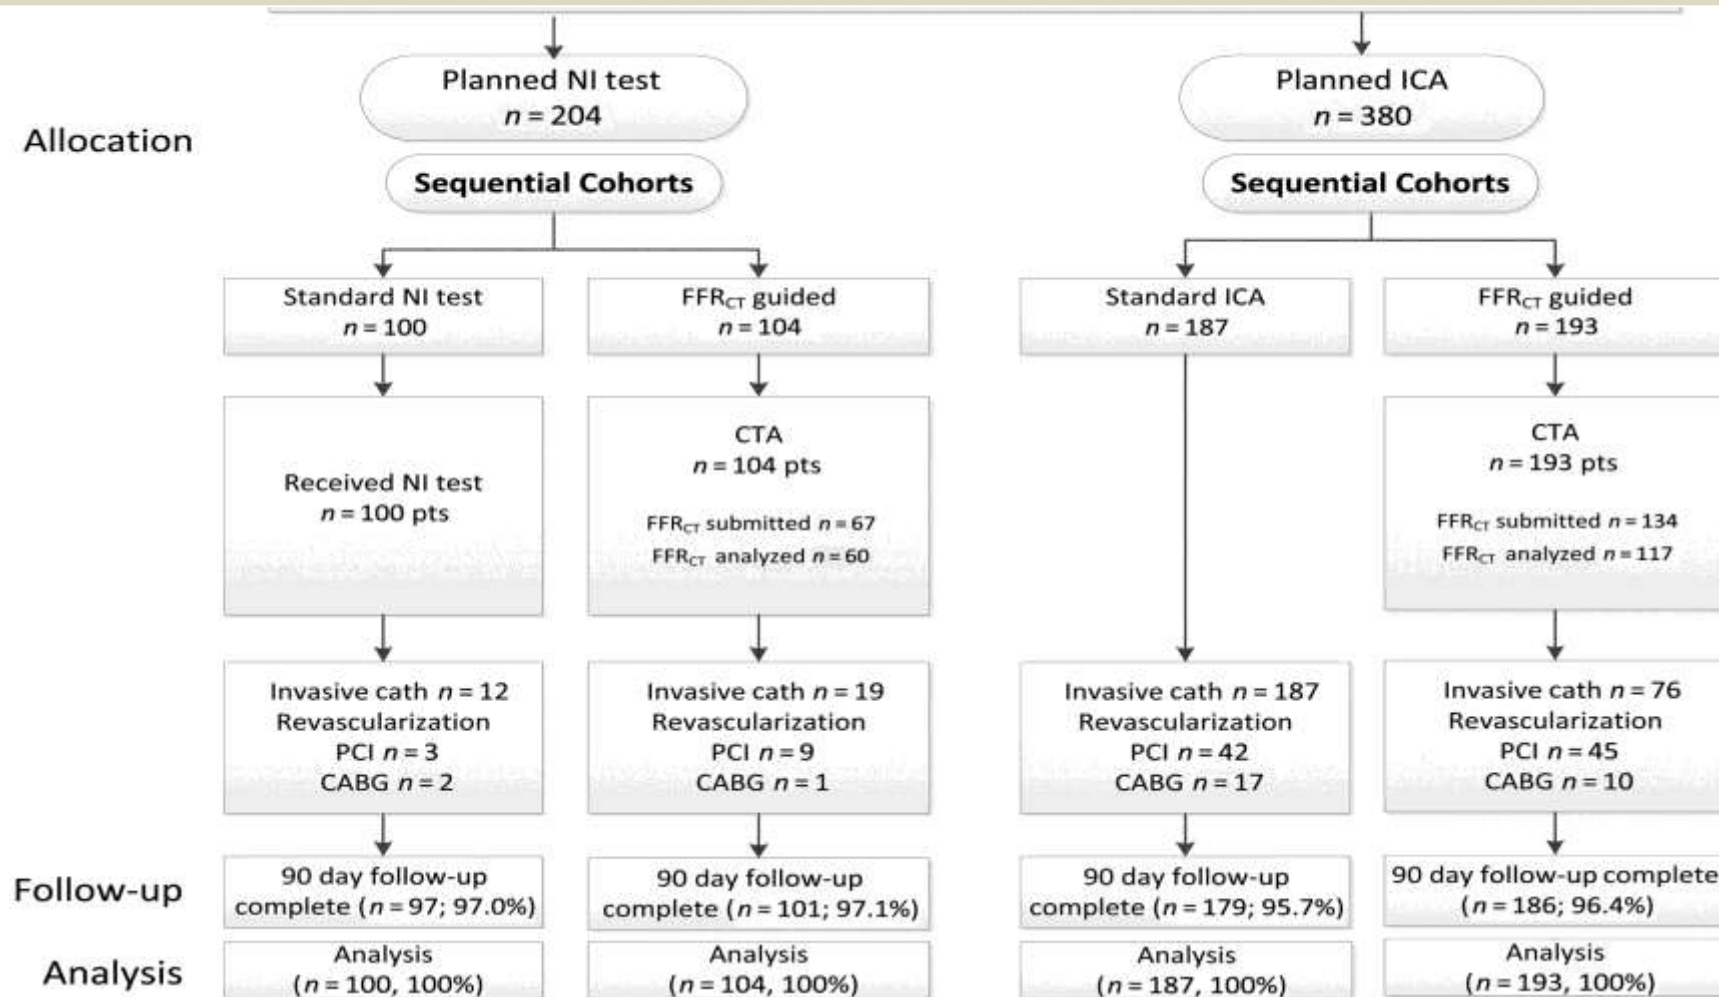 Allocation
Planned NI test
n = 204
Sequential Cohorts
Planned ICA
n = 380
Sequential Cohorts
Standard NI test
n = 100
FFRCT guided
n = 104
Standard ICA
n = 187
FFRCT guided
n = 193
Received NI test
n = 100 pts
CTA
n = 104 pts
FFRCT submitted n = 67
FFRCT analyzed n = 60
CTA
n = 193 pts
FFRCT submitted n = 134
FFRCT analyzed n = 117
Invasive cath n = 12
Revascularization
PCI n = 3
CABG n = 2
Invasive cath n = 19
Revascularization
PCI n = 9
CABG n = 1
Invasive cath n = 187
Revascularization
PCI n = 42
CABG n = 17
Invasive cath n = 76
Revascularization
PCI n = 45
CABG n = 10
Follow-up
90 day follow-up
complete (n = 97; 97.0%)
90 day follow-up
complete (n = 101; 97.1%)
90 day follow-up
complete (n = 179; 95.7%)
90 day follow-up complete
(n = 186; 96.4%)
Analysis
Analysis
(n = 100, 100%)
Analysis
(n = 104, 100%)
Analysis
(n = 187, 100%)
Analysis
(n = 193, 100%)